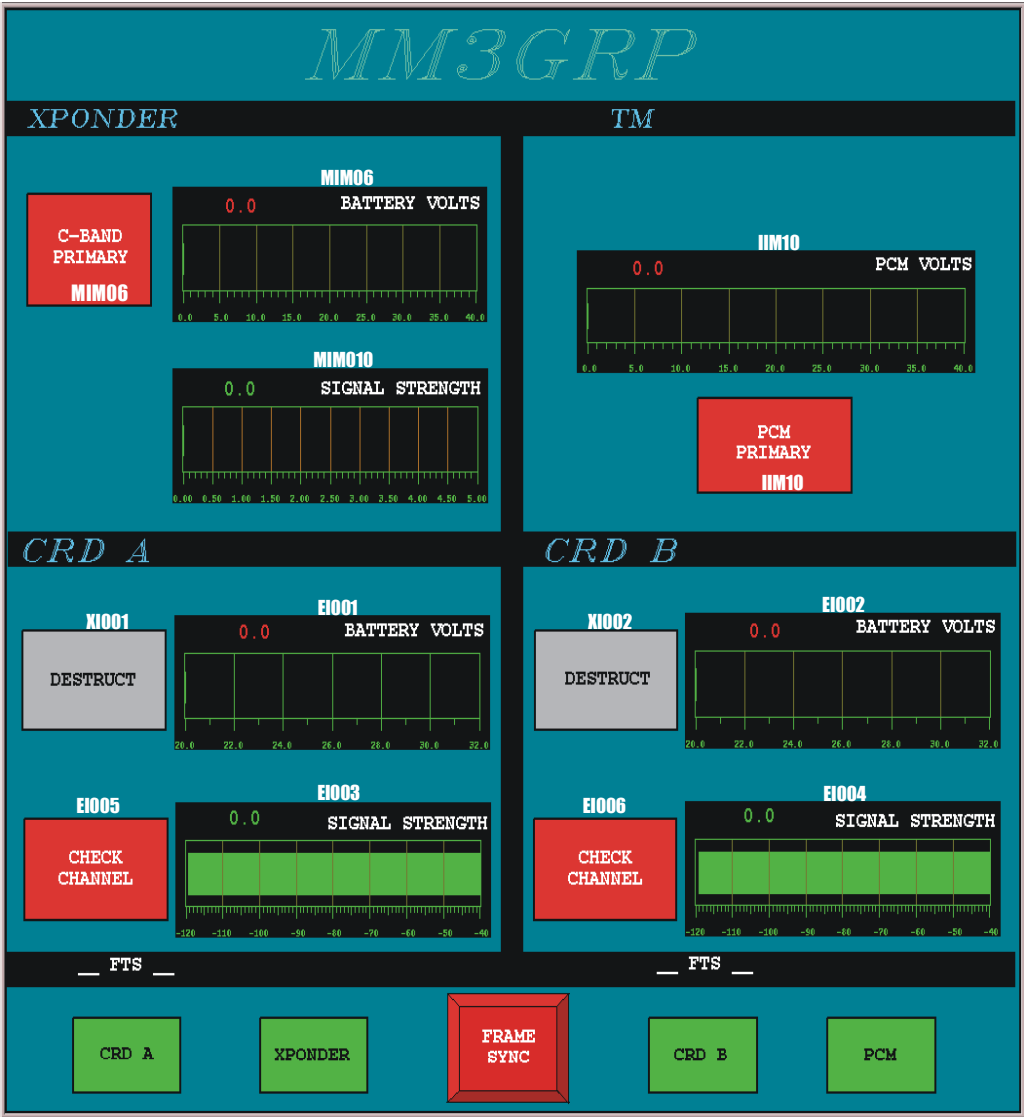 MM3GRP
XPONDER
TM
MIM06
0.0 BATTERY VOLTS
C-BAND
PRIMARY
MIM06
0.0 5.0 10.0 15.0 20.0 25.0 30.0 35.0 40.0
MIM010
0.0 SIGNAL STRENGTH
0.00 0.50 1.00 1.50 2.00 2.50 3.00 3.50 4.00 4.50 5.00
IIM10
0.0 PCM VOLTS
0.0 5.0 10.0 15.0 20.0 25.0 30.0 35.0 40.0
PCM
PRIMARY
IIM10
CRD A
XI001
DESTRUCT
EI001
0.0 BATTERY VOLTS
20.0 22.0 24.0 26.0 28.0 30.0 32.0
EI005
CHECK
CHANNEL
EI003
0.0 SIGNAL STRENGTH
-120 -110 -100 -90 -80 -70 -60 -50 -40
CRD B
XI002
DESTRUCT
EI002
0.0 BATTERY VOLTS
20.0 22.0 24.0 26.0 28.0 30.0 32.0
EI006
CHECK
CHANNEL
EI004
0.0 SIGNAL STRENGTH
-120 -110 -100 -90 -80 -70 -60 -50 -40
__ FTS __
__ FTS __
CRD A
XPONDER
FRAME
SYNC
CRD B
PCM